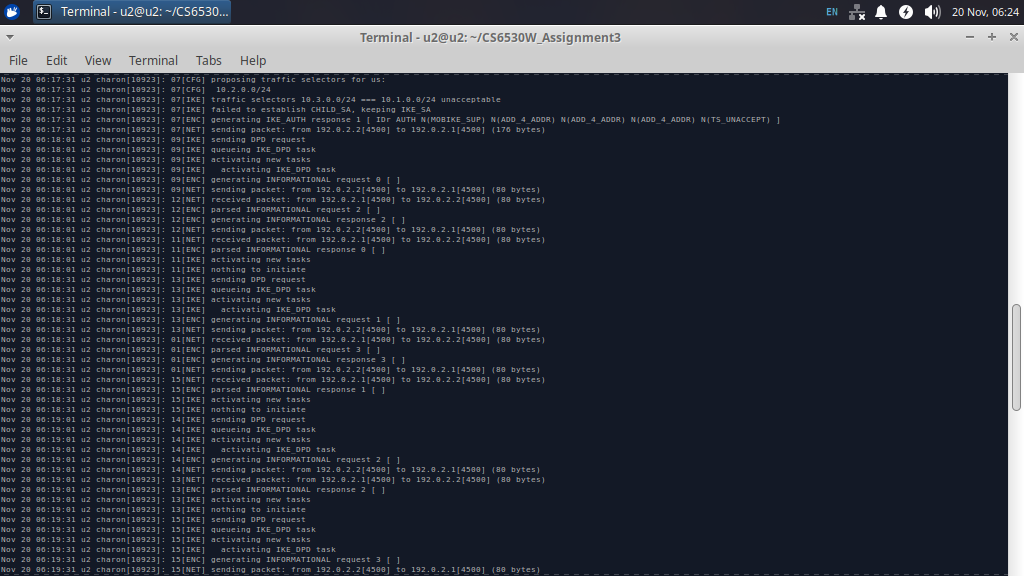 Terminal - u2@u2: ~/CS6530...
EN
20 Nov, 06:24
Terminal - u2@u2: ~/CS6530W_Assignment3
File Edit View Terminal Tabs Help
Nov 20 06:17:31 u2 charon[10923]: 07[CFG] proposing traffic selectors for us:
Nov 20 06:17:31 u2 charon[10923]: 07[CFG]  10.2.0.0/24
Nov 20 06:17:31 u2 charon[10923]: 07[IKE] traffic selectors 10.3.0.0/24 === 10.1.0.0/24 unacceptable
Nov 20 06:17:31 u2 charon[10923]: 07[IKE] failed to establish CHILD_SA, keeping IKE_SA
Nov 20 06:17:31 u2 charon[10923]: 07[ENC] generating IKE_AUTH response 1 [ IDr AUTH N(MOBIKE_SUP) N(ADD_4_ADDR) N(ADD_4_ADDR) N(ADD_4_ADDR) N(TS_UNACCEPT) ]
Nov 20 06:17:31 u2 charon[10923]: 07[NET] sending packet: from 192.0.2.2[4500] to 192.0.2.1[4500] (176 bytes)
Nov 20 06:18:01 u2 charon[10923]: 09[IKE] sending DPD request
Nov 20 06:18:01 u2 charon[10923]: 09[IKE] queueing IKE_DPD task
Nov 20 06:18:01 u2 charon[10923]: 09[IKE] activating new tasks
Nov 20 06:18:01 u2 charon[10923]: 09[IKE]   activating IKE_DPD task
Nov 20 06:18:01 u2 charon[10923]: 09[ENC] generating INFORMATIONAL request 0 [ ]
Nov 20 06:18:01 u2 charon[10923]: 09[NET] sending packet: from 192.0.2.2[4500] to 192.0.2.1[4500] (80 bytes)
Nov 20 06:18:01 u2 charon[10923]: 12[NET] received packet: from 192.0.2.1[4500] to 192.0.2.2[4500] (80 bytes)
Nov 20 06:18:01 u2 charon[10923]: 12[ENC] parsed INFORMATIONAL request 2 [ ]
Nov 20 06:18:01 u2 charon[10923]: 12[ENC] generating INFORMATIONAL response 2 [ ]
Nov 20 06:18:01 u2 charon[10923]: 12[NET] sending packet: from 192.0.2.2[4500] to 192.0.2.1[4500] (80 bytes)
Nov 20 06:18:01 u2 charon[10923]: 11[NET] received packet: from 192.0.2.1[4500] to 192.0.2.2[4500] (80 bytes)
Nov 20 06:18:01 u2 charon[10923]: 11[ENC] parsed INFORMATIONAL response 0 [ ]
Nov 20 06:18:01 u2 charon[10923]: 11[IKE] activating new tasks
Nov 20 06:18:01 u2 charon[10923]: 11[IKE] nothing to initiate
Nov 20 06:18:31 u2 charon[10923]: 13[IKE] sending DPD request
Nov 20 06:18:31 u2 charon[10923]: 13[IKE] queueing IKE_DPD task
Nov 20 06:18:31 u2 charon[10923]: 13[IKE] activating new tasks
Nov 20 06:18:31 u2 charon[10923]: 13[IKE]   activating IKE_DPD task
Nov 20 06:18:31 u2 charon[10923]: 13[ENC] generating INFORMATIONAL request 1 [ ]
Nov 20 06:18:31 u2 charon[10923]: 13[NET] sending packet: from 192.0.2.2[4500] to 192.0.2.1[4500] (80 bytes)
Nov 20 06:18:31 u2 charon[10923]: 01[NET] received packet: from 192.0.2.1[4500] to 192.0.2.2[4500] (80 bytes)
Nov 20 06:18:31 u2 charon[10923]: 01[ENC] parsed INFORMATIONAL request 3 [ ]
Nov 20 06:18:31 u2 charon[10923]: 01[ENC] generating INFORMATIONAL response 3 [ ]
Nov 20 06:18:31 u2 charon[10923]: 01[NET] sending packet: from 192.0.2.2[4500] to 192.0.2.1[4500] (80 bytes)
Nov 20 06:18:31 u2 charon[10923]: 15[NET] received packet: from 192.0.2.1[4500] to 192.0.2.2[4500] (80 bytes)
Nov 20 06:18:31 u2 charon[10923]: 15[ENC] parsed INFORMATIONAL response 1 [ ]
Nov 20 06:18:31 u2 charon[10923]: 15[IKE] activating new tasks
Nov 20 06:18:31 u2 charon[10923]: 15[IKE] nothing to initiate
Nov 20 06:19:01 u2 charon[10923]: 14[IKE] sending DPD request
Nov 20 06:19:01 u2 charon[10923]: 14[IKE] queueing IKE_DPD task
Nov 20 06:19:01 u2 charon[10923]: 14[IKE] activating new tasks
Nov 20 06:19:01 u2 charon[10923]: 14[IKE]   activating IKE_DPD task
Nov 20 06:19:01 u2 charon[10923]: 14[ENC] generating INFORMATIONAL request 2 [ ]
Nov 20 06:19:01 u2 charon[10923]: 14[NET] sending packet: from 192.0.2.2[4500] to 192.0.2.1[4500] (80 bytes)
Nov 20 06:19:01 u2 charon[10923]: 13[NET] received packet: from 192.0.2.1[4500] to 192.0.2.2[4500] (80 bytes)
Nov 20 06:19:01 u2 charon[10923]: 13[ENC] parsed INFORMATIONAL response 2 [ ]
Nov 20 06:19:01 u2 charon[10923]: 13[IKE] activating new tasks
Nov 20 06:19:01 u2 charon[10923]: 13[IKE] nothing to initiate
Nov 20 06:19:31 u2 charon[10923]: 15[IKE] sending DPD request
Nov 20 06:19:31 u2 charon[10923]: 15[IKE] queueing IKE_DPD task
Nov 20 06:19:31 u2 charon[10923]: 15[IKE] activating new tasks
Nov 20 06:19:31 u2 charon[10923]: 15[IKE]   activating IKE_DPD task
Nov 20 06:19:31 u2 charon[10923]: 15[ENC] generating INFORMATIONAL request 3 [ ]
Nov 20 06:19:31 u2 charon[10923]: 15[NET] sending packet: from 192.0.2.2[4500] to 192.0.2.1[4500] (80 bytes)